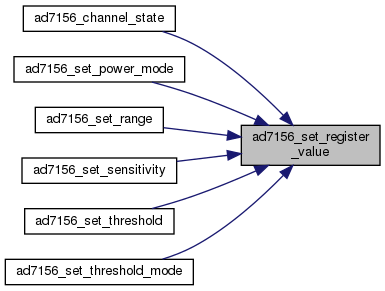 ad7156_channel_state
ad7156_set_power_mode
ad7156_set_range
ad7156_set_register
_value
ad7156_set_sensitivity
ad7156_set_threshold
ad7156_set_threshold_mode